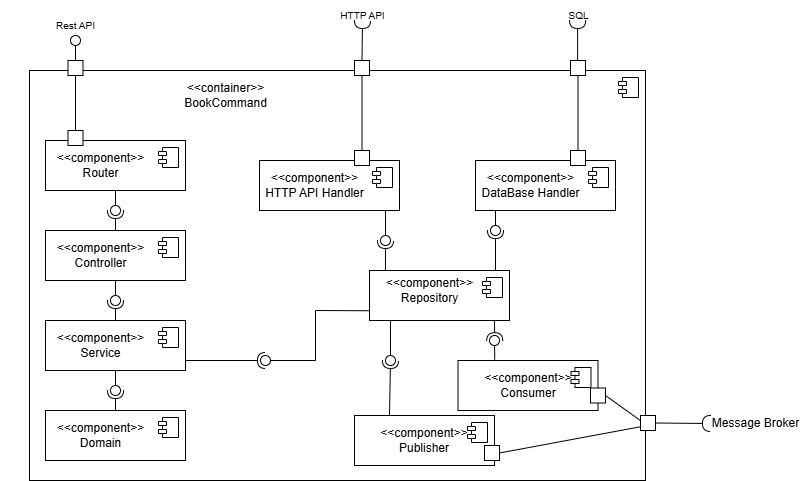 HTTP API
SQL
Rest API
<<container>>
BookCommand
<<component>>
Router
<<component>>
HTTP API Handler
<<component>>
DataBase Handler
<<component>>
Controller
<<component>>
Repository
<<component>>
Service
<<component>>
Consumer
Message Broker
<<component>>
Domain
<<component>>
Publisher